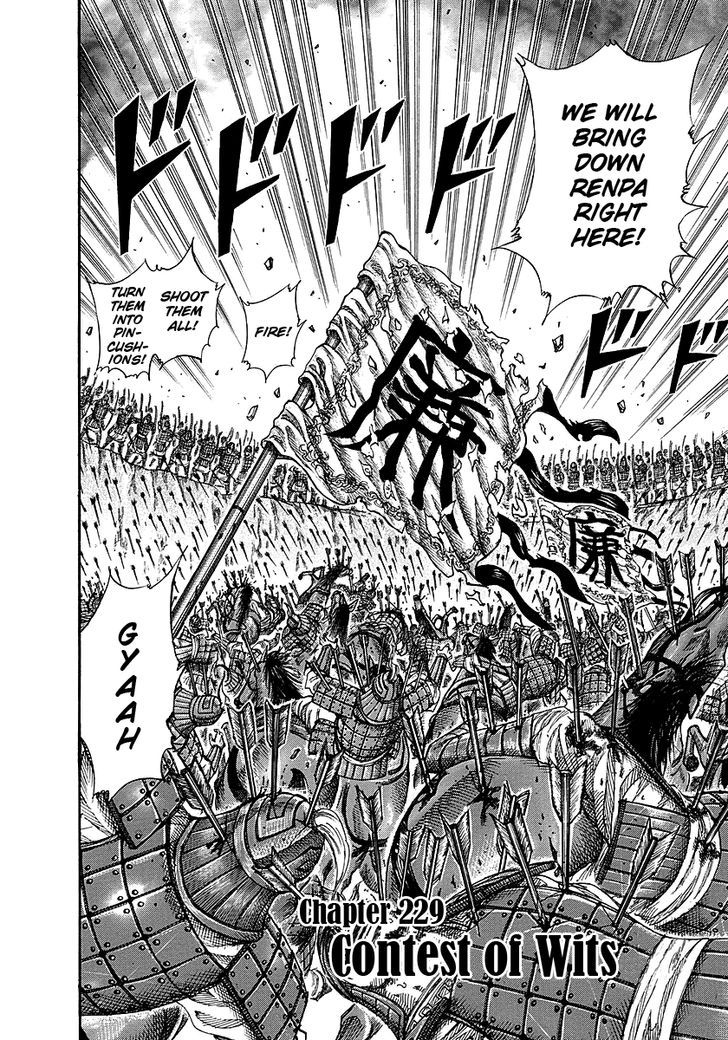 WE WILL
BRING
DOWN
RENPA
RIGHT
HERE!
ドドドド
ドド
FIRE!
SHOOT
THEM
ALL!
TURN
THEM
INTO
PIN-
CUSH-
IONS!
廉
廉
GYAAH
Chapter 229
Contest of Wits